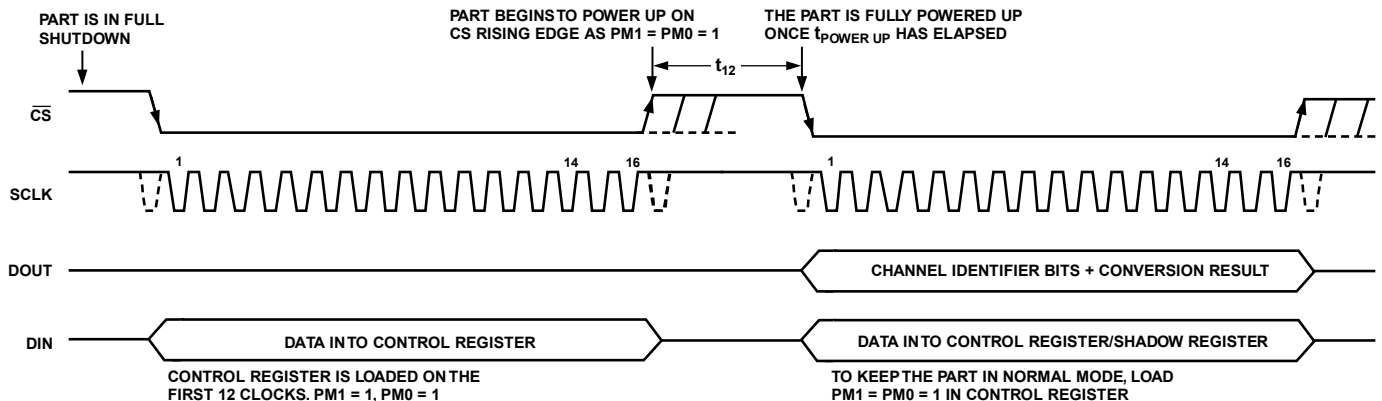 PART IS IN FULL
SHUTDOWN
PART BEGINS TO POWER UP ON
CS RISING EDGE AS PM1 = PM0 = 1
THE PART IS FULLY POWERED UP
ONCE tPOWER UP HAS ELAPSED
t12
CS
1
14
16
1
14
16
SCLK
DOUT
CHANNEL IDENTIFIER BITS + CONVERSION RESULT
DIN
DATA INTO CONTROL REGISTER
DATA INTO CONTROL REGISTER/SHADOW REGISTER
CONTROL REGISTER IS LOADED ON THE
FIRST 12 CLOCKS, PM1 = 1, PM0 = 1
TO KEEP THE PART IN NORMAL MODE, LOAD
PM1 = PM0 = 1 IN CONTROL REGISTER